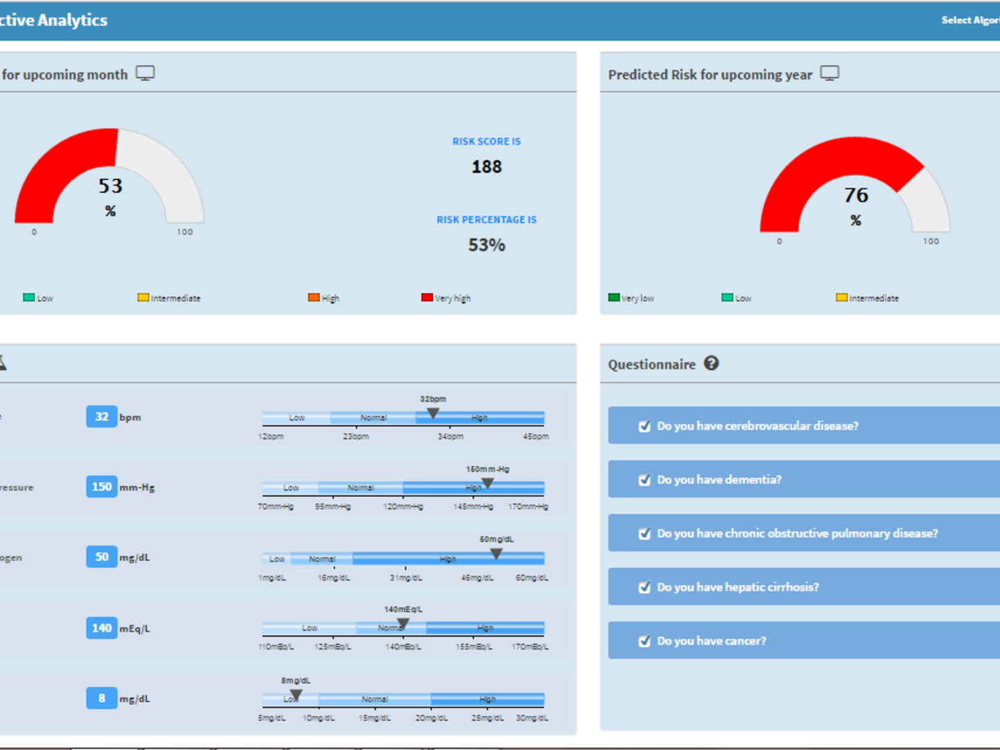 ctive Analytics
Select Algori
for upcoming month
RISK SCORE IS
188
53
%
0
100
RISK PERCENTAGE IS
53%
Low
Intermediate
High
Very high
Predicted Risk for upcoming year
76
%
0
100
Very low
Low
Intermediate
e
32 bpm
32bpm
Low Normal High
12bpm 23bpm 34bpm 45bpm
ressure
150 mm-Hg
150mm-Hg
Low Normal High
70mm-Hg 95mm-Hg 120mm-Hg 145mm-Hg 170mm-Hg
ogen
50 mg/dL
50mg/dL
Low Normal High
1mg/dL 16mg/dL 31mg/dL 46mg/dL 60mg/dL
140 mEq/L
140mEq/L
Low Normal High
110mEq/L 125mEq/L 140mEq/L 155mEq/L 170mEq/L
8 mg/dL
8mg/dL
Low Normal High
5mg/dL 10mg/dL 15mg/dL 20mg/dL 25mg/dL 30mg/dL
Questionnaire ?
Do you have cerebrovascular disease?
Do you have dementia?
Do you have chronic obstructive pulmonary disease?
Do you have hepatic cirrhosis?
Do you have cancer?